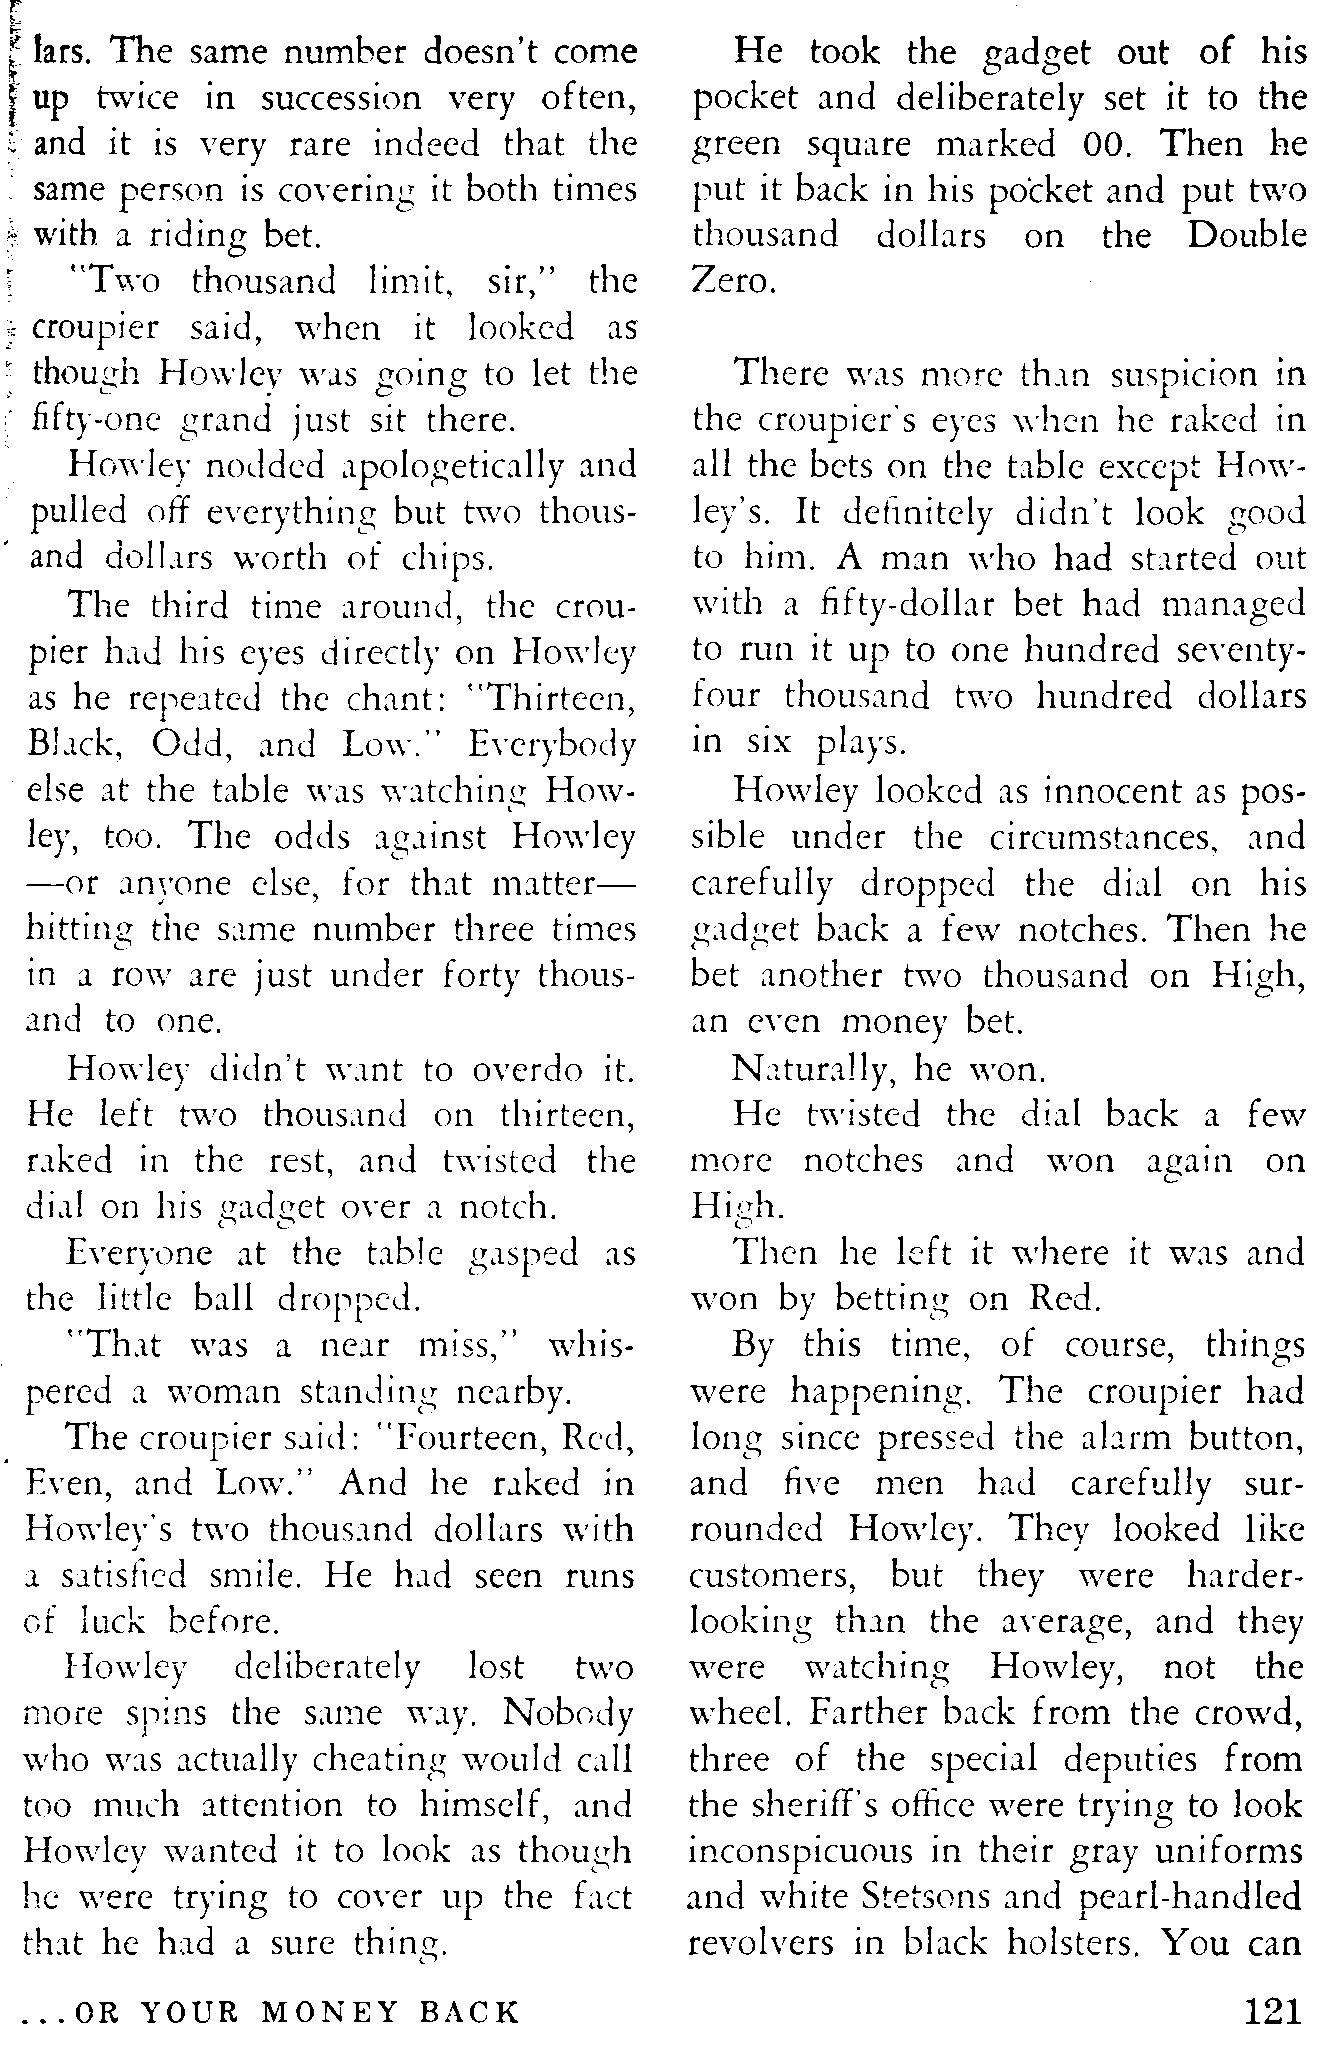 lars. The same number doesn't come
up twice in succession very often,
and it is very rare indeed that the
same person is covering it both times
with a riding bet.
"Two thousand limit, sir," the
croupier said, when it looked as
though Howley was going to let the
fifty-one grand just sit there.
Howley nodded apologetically and
pulled off everything but two thous-
and dollars worth of chips.
The third time around, the crou-
pier had his eyes directly on Howley
as he repeated the chant: "Thirteen,
Black, Odd, and Low." Everybody
else at the table was watching How-
ley, too. The odds against Howley
—or anyone else, for that matter—
hitting the same number three times
in a row are just under forty thous-
and to one.
Howley didn't want to overdo it.
He left two thousand on thirteen,
raked in the rest, and twisted the
dial on his gadget over a notch.
Everyone at the table gasped as
the little ball dropped.
"That was a near miss," whis-
pered a woman standing nearby.
The croupier said: "Fourteen, Red,
Even, and Low." And he raked in
Howley's two thousand dollars with
a satisfied smile. He had seen runs
of luck before.
Howley deliberately lost two
more spins the same way. Nobody
who was actually cheating would call
too much attention to himself, and
Howley wanted it to look as though
he were trying to cover up the fact
that he had a sure thing.
He took the gadget out of his
pocket and deliberately set it to the
green square marked 00. Then he
put it back in his pocket and put two
thousand dollars on the Double
Zero.
There was more than suspicion in
the croupier's eyes when he raked in
all the bets on the table except How-
ley's. It definitely didn't look good
to him. A man who had started out
with a fifty-dollar bet had managed
to run it up to one hundred seventy-
four thousand two hundred dollars
in six plays.
Howley looked as innocent as pos-
sible under the circumstances, and
carefully dropped the dial on his
gadget back a few notches. Then he
bet another two thousand on High,
an even money bet.
Naturally, he won.
He twisted the dial back a few
more notches and won again on
High.
Then he left it where it was and
won by betting on Red.
By this time, of course, things
were happening. The croupier had
long since pressed the alarm button,
and five men had carefully sur-
rounded Howley. They looked like
customers, but they were harder-
looking than the average, and they
were watching Howley, not the
wheel. Farther back from the crowd,
three of the special deputies from
the sheriff's office were trying to look
inconspicuous in their gray uniforms
and white Stetsons and pearl-handled
revolvers in black holsters. You can
...OR YOUR MONEY BACK
121